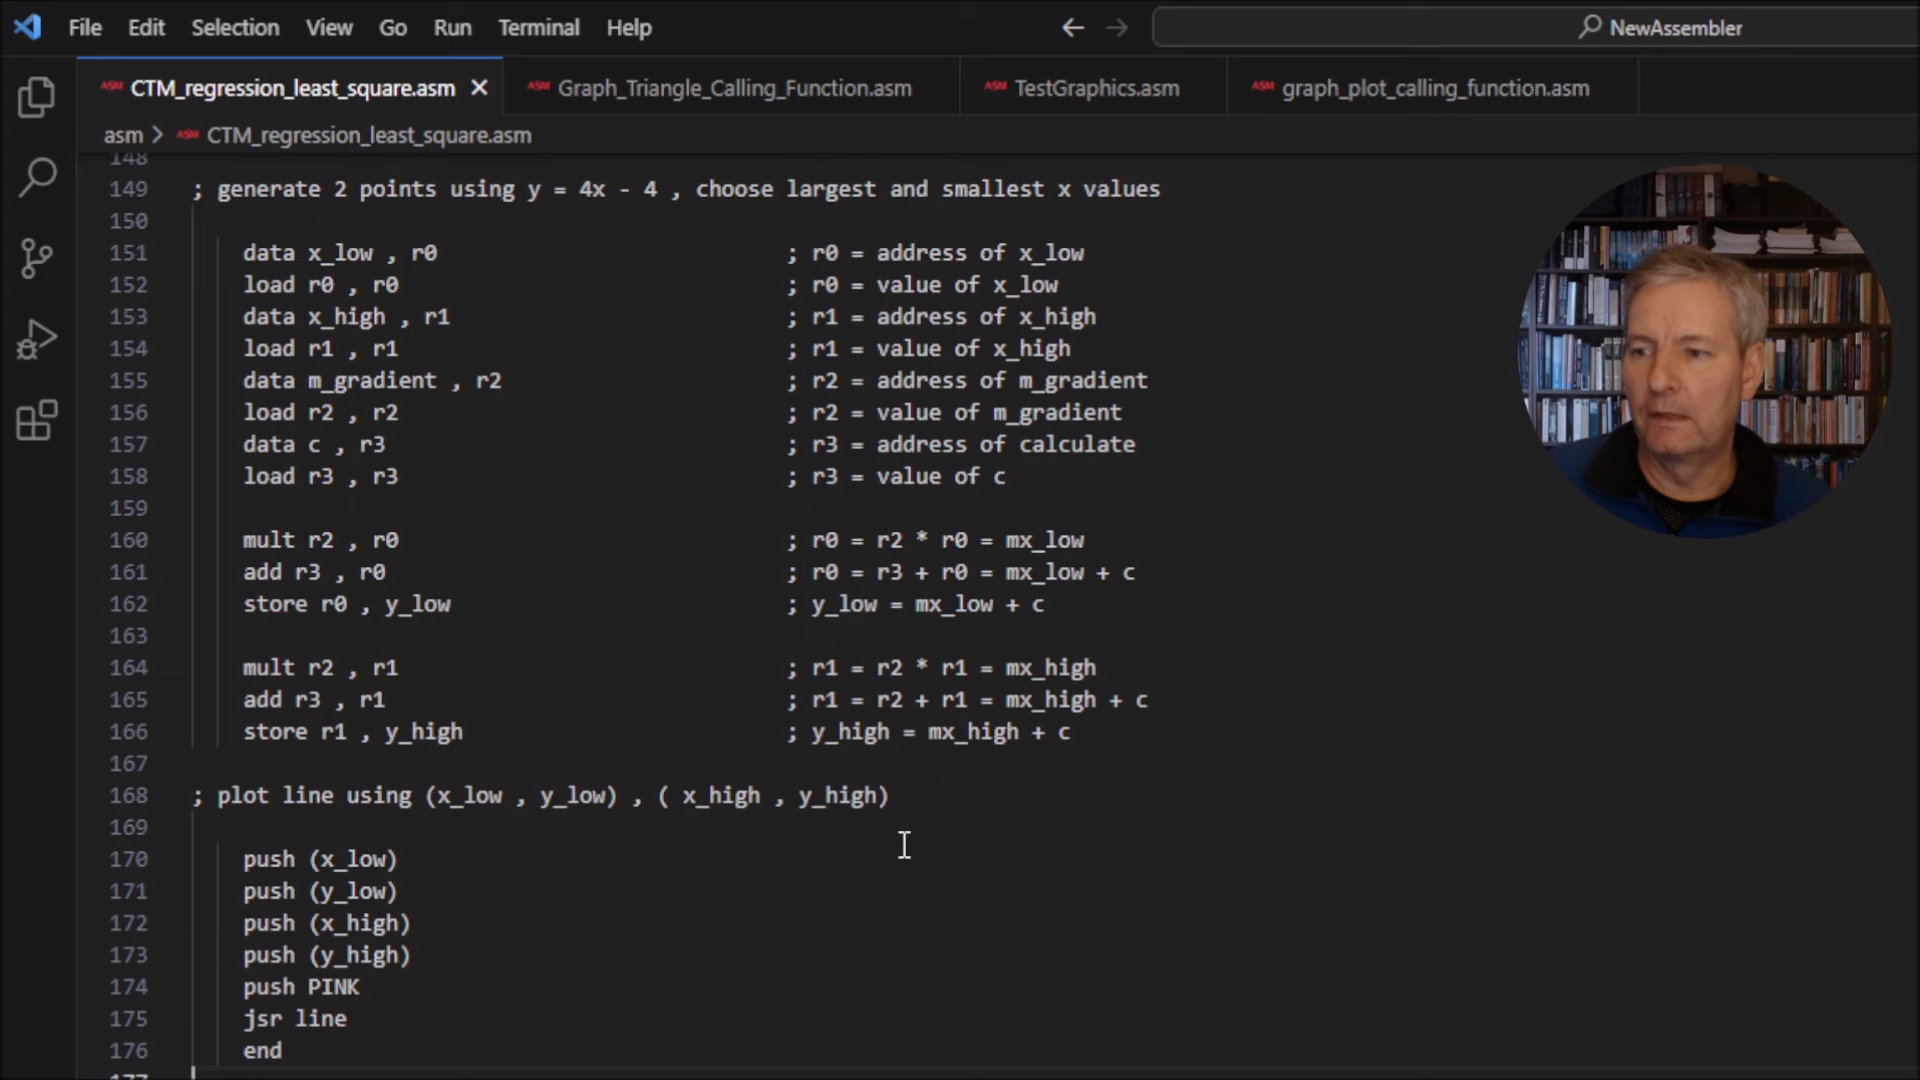 File Edit Selection View Go Run Terminal Help NewAssembler
ASM CTM_regression_least_square.asm ASM Graph_Triangle_Calling_Function.asm ASM TestGraphics.asm ASM graph_plot_calling_function.asm
asm > ASM CTM_regression_least_square.asm
148
149 ; generate 2 points using y = 4x - 4 , choose largest and smallest x values
150
151 data x_low , r0 ; r0 = address of x_low
152 load r0 , r0 ; r0 = value of x_low
153 data x_high , r1 ; r1 = address of x_high
154 load r1 , r1 ; r1 = value of x_high
155 data m_gradient , r2 ; r2 = address of m_gradient
156 load r2 , r2 ; r2 = value of m_gradient
157 data c , r3 ; r3 = address of calculate
158 load r3 , r3 ; r3 = value of c
159
160 mult r2 , r0 ; r0 = r2 * r0 = mx_low
161 add r3 , r0 ; r0 = r3 + r0 = mx_low + c
162 store r0 , y_low ; y_low = mx_low + c
163
164 mult r2 , r1 ; r1 = r2 * r1 = mx_high
165 add r3 , r1 ; r1 = r2 + r1 = mx_high + c
166 store r1 , y_high ; y_high = mx_high + c
167
168 ; plot line using (x_low , y_low) , ( x_high , y_high)
169
170 push (x_low)
171 push (y_low)
172 push (x_high)
173 push (y_high)
174 push PINK
175 jsr line
176 end
177